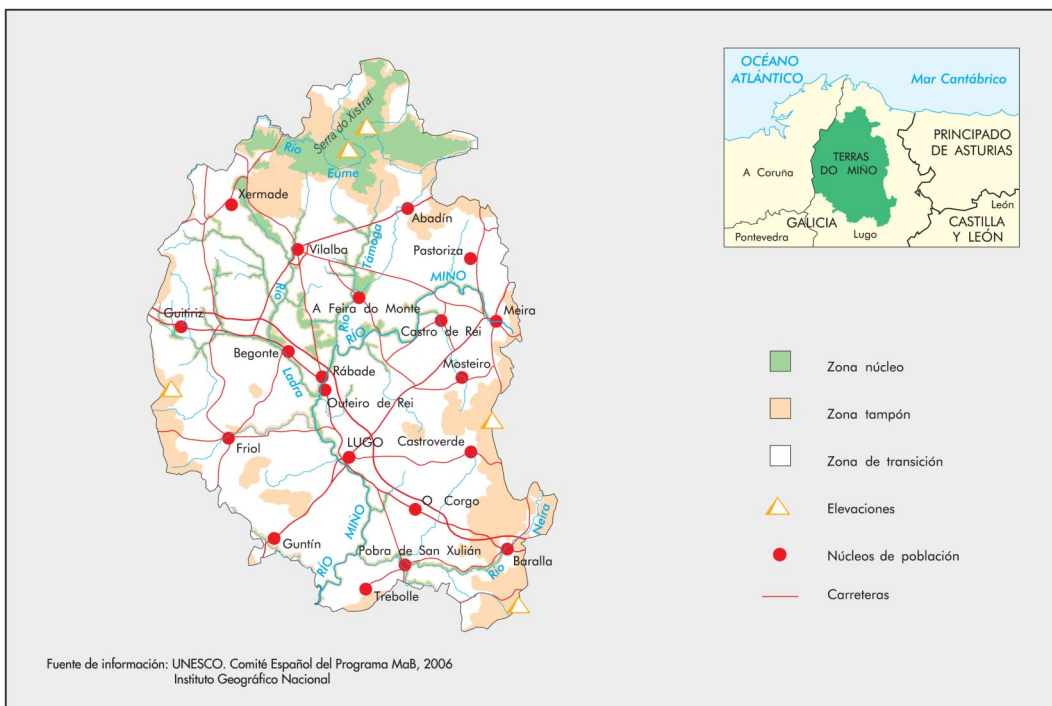 Serra do Xistral
Río
Eume
Xermade
Abadín
Vilalba
Támoga
Pastoriza
MIÑO
Río
A Feira do Monte
Río
RÍO
Meira
Guitiriz
Castro de Rei
Begonte
Ladra
Rábade
Mosteiro
Outeiro de Rei
Friol
LUGO
Castroverde
O Corgo
MIÑO
Neira
Guntín
RÍO
Pobra de San Xulián
Río
Baralla
Trebolle
OCÉANO
ATLÁNTICO
Mar Cantábrico
PRINCIPADO
DE ASTURIAS
TERRAS
DO MIÑO
A Coruña
León
GALICIA
CASTILLA
Y LEÓN
Pontevedra
Lugo
Zona núcleo
Zona tampón
Zona de transición
Elevaciones
Núcleos de población
Carreteras
Fuente de información: UNESCO. Comité Español del Programa MaB, 2006
Instituto Geográfico Nacional